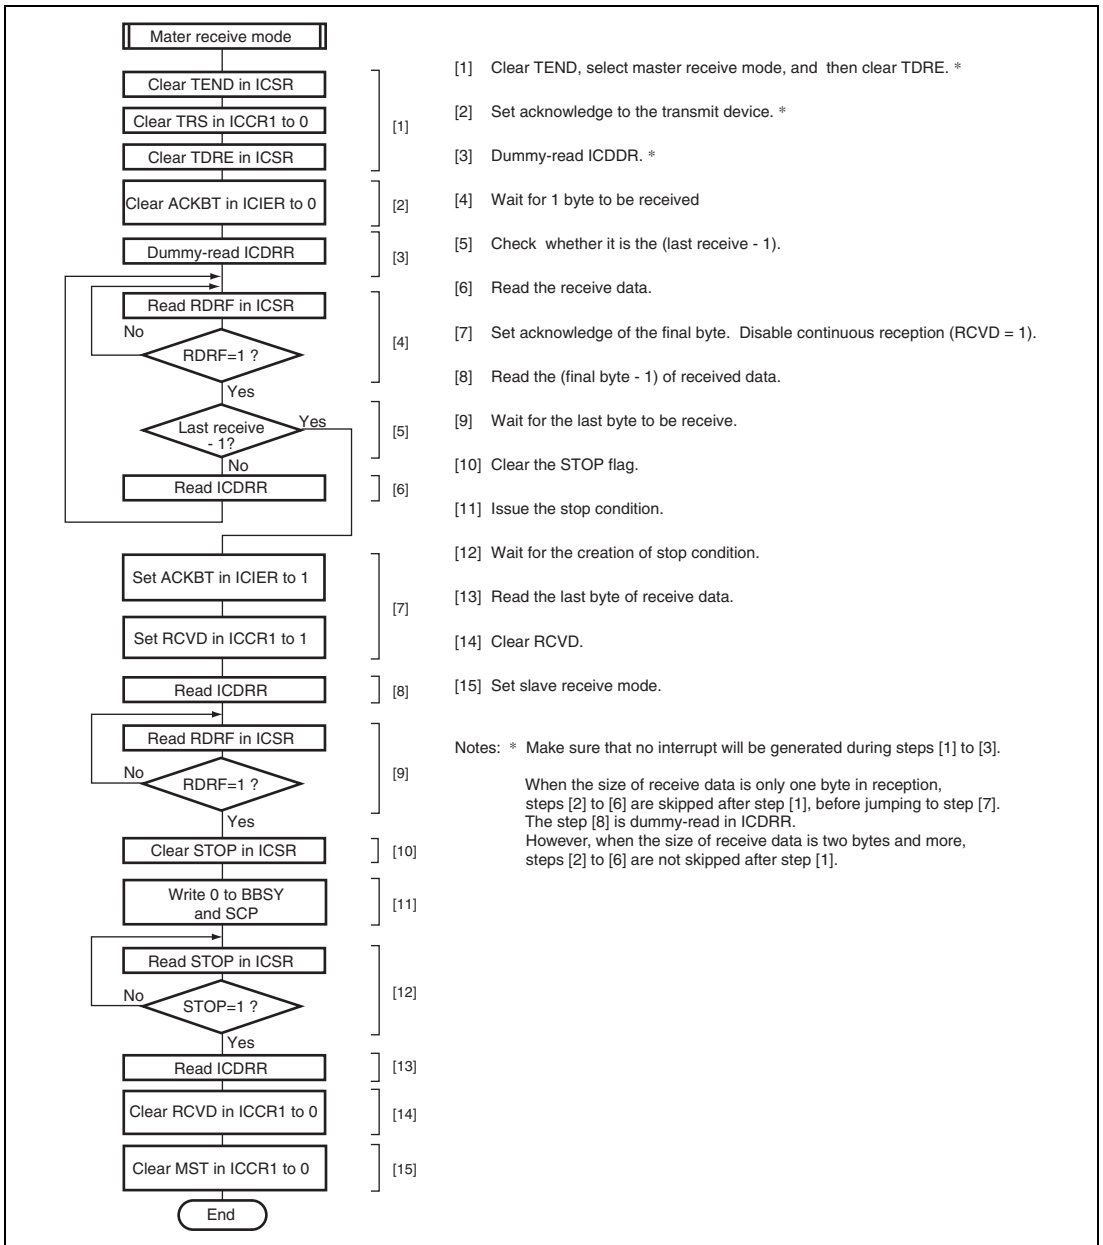 Mater receive mode
Clear TEND in ICSR
Clear TRS in ICCR1 to 0
Clear TDRE in ICSR
[1]
Clear ACKBT in ICIER to 0
[2]
Dummy-read ICDRR
[3]
Read RDRF in ICSR
No
RDRF=1 ?
[4]
Yes
Last receive
- 1?
Yes
[5]
No
Read ICDRR
[6]
Set ACKBT in ICIER to 1
Set RCVD in ICCR1 to 1
[7]
Read ICDRR
[8]
Read RDRF in ICSR
No
RDRF=1 ?
[9]
Yes
Clear STOP in ICSR
[10]
Write 0 to BBSY
and SCP
[11]
Read STOP in ICSR
No
STOP=1 ?
[12]
Yes
Read ICDRR
[13]
Clear RCVD in ICCR1 to 0
[14]
Clear MST in ICCR1 to 0
[15]
End
[1] Clear TEND, select master receive mode, and then clear TDRE. *
[2] Set acknowledge to the transmit device. *
[3] Dummy-read ICDDR. *
[4] Wait for 1 byte to be received
[5] Check whether it is the (last receive - 1).
[6] Read the receive data.
[7] Set acknowledge of the final byte. Disable continuous reception (RCVD = 1).
[8] Read the (final byte - 1) of received data.
[9] Wait for the last byte to be receive.
[10] Clear the STOP flag.
[11] Issue the stop condition.
[12] Wait for the creation of stop condition.
[13] Read the last byte of receive data.
[14] Clear RCVD.
[15] Set slave receive mode.
Notes: * Make sure that no interrupt will be generated during steps [1] to [3].
When the size of receive data is only one byte in reception,
steps [2] to [6] are skipped after step [1], before jumping to step [7].
The step [8] is dummy-read in ICDRR.
However, when the size of receive data is two bytes and more,
steps [2] to [6] are not skipped after step [1].